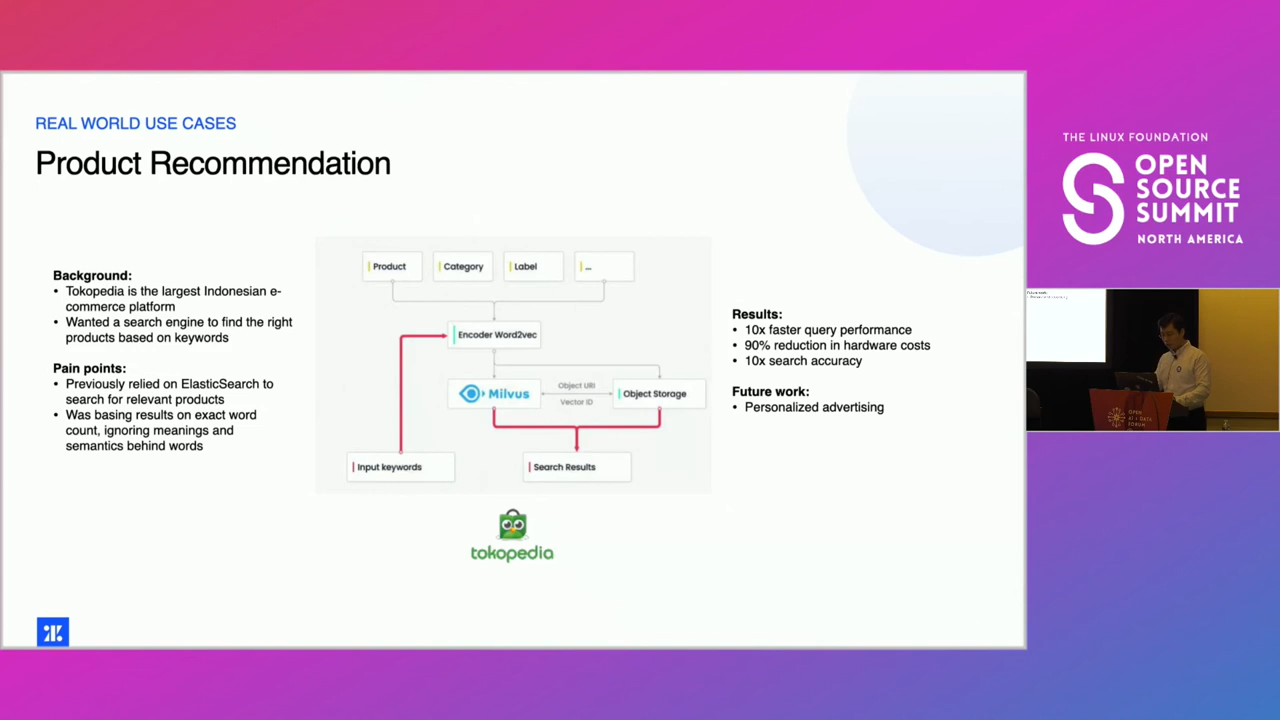 REAL WORLD USE CASES
Product Recommendation
Background:
• Tokopedia is the largest Indonesian e-
commerce platform
• Wanted a search engine to find the right
products based on keywords
Pain points:
• Previously relied on ElasticSearch to
search for relevant products
• Was basing results on exact word
count, ignoring meanings and
semantics behind words
Product
Category
Label
...
Encoder Word2vec
Milvus
Object URI
Vector ID
Object Storage
Input keywords
Search Results
tokopedia
Results:
• 10x faster query performance
• 90% reduction in hardware costs
• 10x search accuracy
Future work:
• Personalized advertising
THE LINUX FOUNDATION
OPEN
SOURCE
SUMMIT
NORTH AMERICA
OPEN
AI + DATA
FORUM